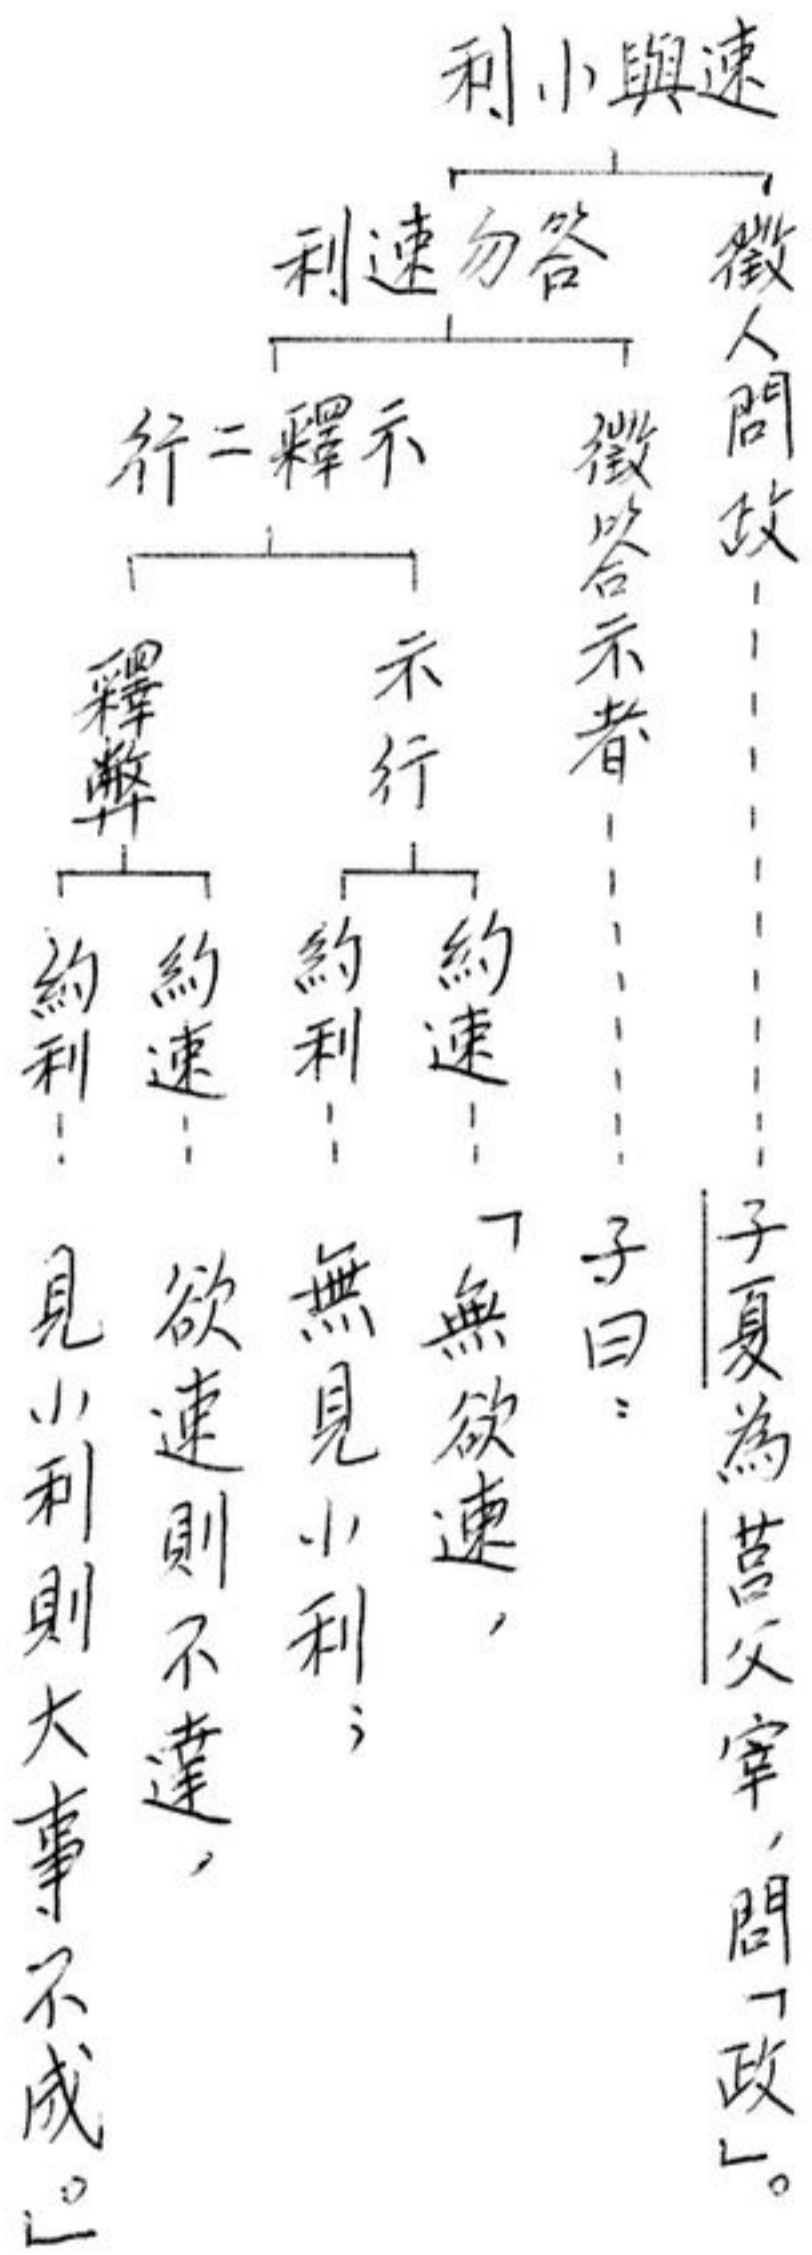 速與小利
徵人問政
子夏為莒父宰，問「政」。
答勿速利
徵答示者
子曰：
示釋二行
示行
約速
「無欲速，
約利
無見小利；
釋弊
約速
欲速則不達，
約利
見小利則大事不成。」